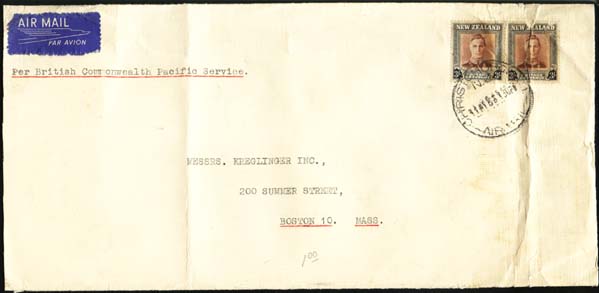 AIR MAIL
PAR AVION
NEW ZEALAND NEW ZEALAND
Per British Commonwealth Pacific Service.
MESSRS. KREGLINGER INC.,
200 SUMMER STREET,
BOSTON 10. MASS.
1.00